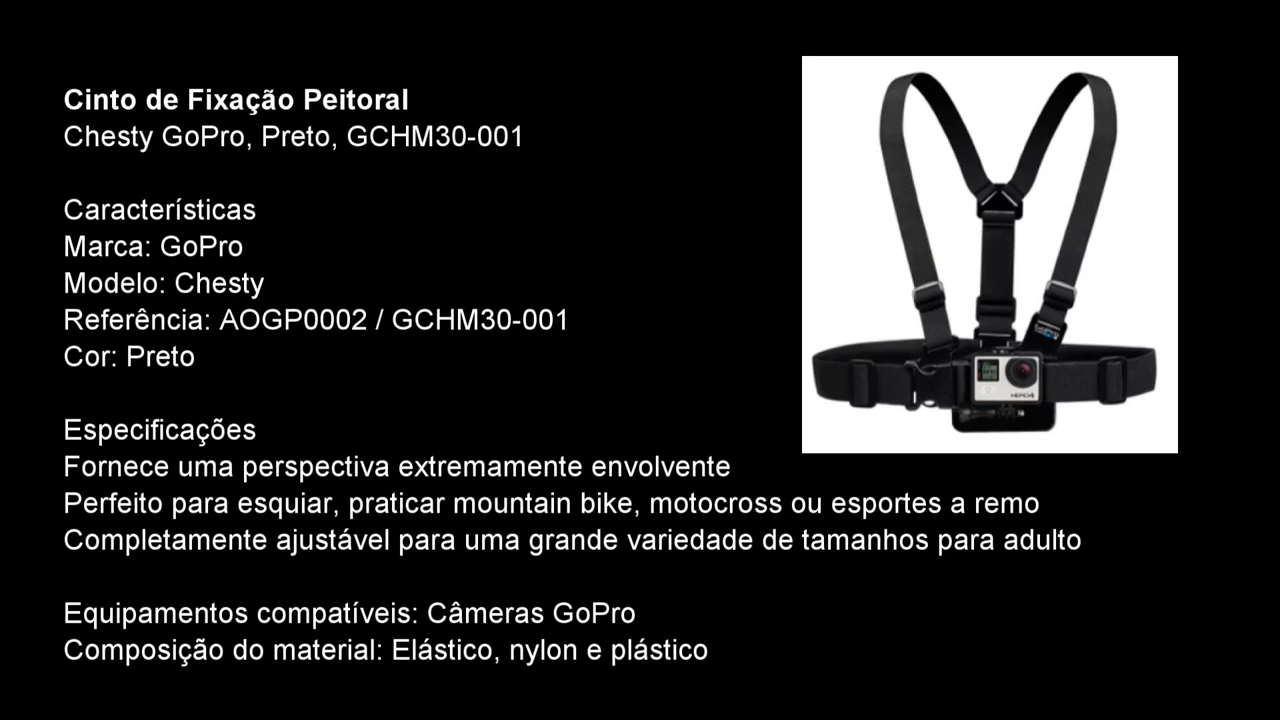 Cinto de Fixação Peitoral
Chesty GoPro, Preto, GCHM30-001
Características
Marca: GoPro
Modelo: Chesty
Referência: AOGP0002 / GCHM30-001
Cor: Preto
Especificações
Fornece uma perspectiva extremamente envolvente
Perfeito para esquiar, praticar mountain bike, motocross ou esportes a remo
Completamente ajustável para uma grande variedade de tamanhos para adulto
Equipamentos compatíveis: Câmeras GoPro
Composição do material: Elástico, nylon e plástico
GoPro
HERO4